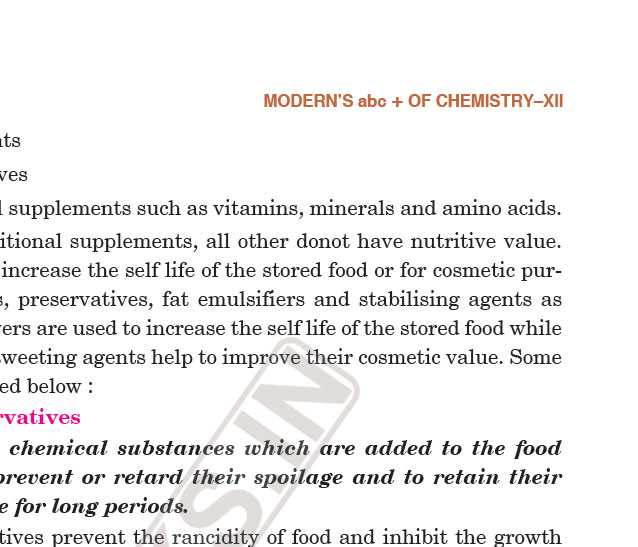 MODERN'S abc + OF CHEMISTRY–XII
nts
ves
l supplements such as vitamins, minerals and amino acids.
itional supplements, all other donot have nutritive value.
increase the self life of the stored food or for cosmetic pur-
s, preservatives, fat emulsifiers and stabilising agents as
ers are used to increase the self life of the stored food while
tweeting agents help to improve their cosmetic value. Some
ed below :
rvatives
chemical substances which are added to the food
prevent or retard their spoilage and to retain their
e for long periods.
tives prevent the rancidity of food and inhibit the growth
KS.IN